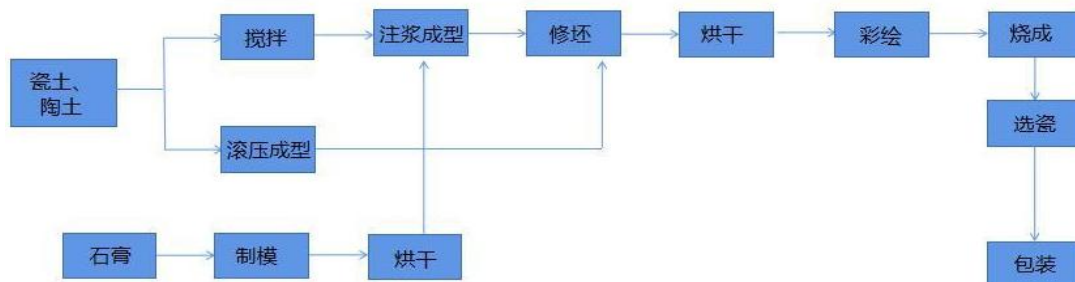 搅拌
注浆成型
修坯
烘干
彩绘
烧成
瓷土、
陶土
选瓷
滚压成型
石膏
制模
烘干
包装